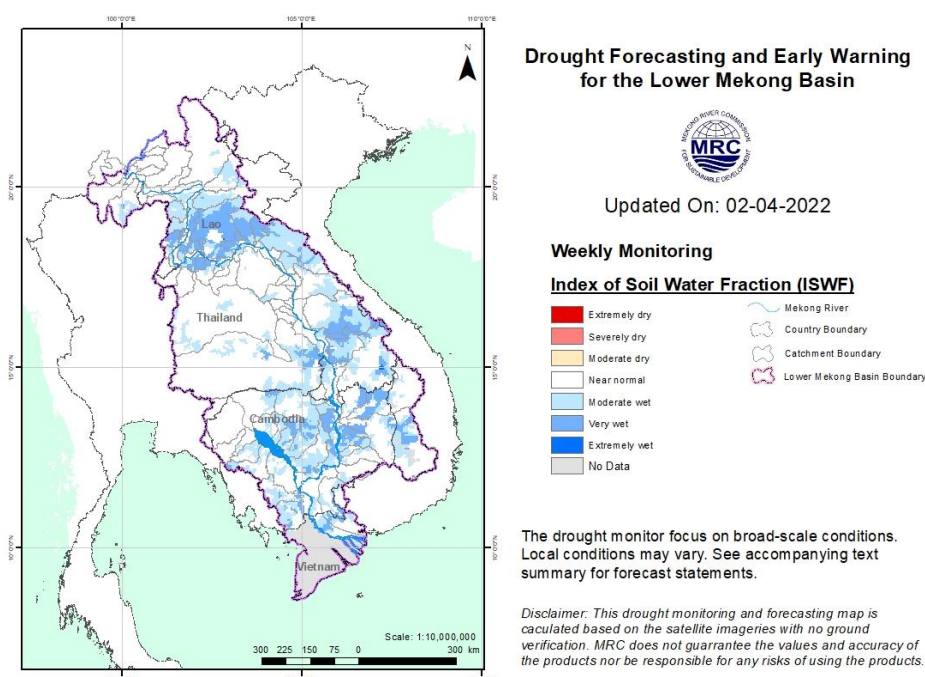 100°0'0"E
105°0'0"E
110°0'0"E
N
20°0'0"N
20°0'0"N
15°0'0"N
15°0'0"N
10°0'0"N
10°0'0"N
Lao
Thailand
Cambodia
Vietnam
Scale: 1:10,000,000
300 225 150 75 0 300 km
Drought Forecasting and Early Warning
for the Lower Mekong Basin
MEKONG RIVER COMMISSION
MRC
FOR SUSTAINABLE DEVELOPMENT
Updated On: 02-04-2022
Weekly Monitoring
Index of Soil Water Fraction (ISWF)
Extremely dry
Severely dry
Moderate dry
Near normal
Moderate wet
Very wet
Extremely wet
No Data
Mekong River
Country Boundary
Catchment Boundary
Lower Mekong Basin Boundary
The drought monitor focus on broad-scale conditions.
Local conditions may vary. See accompanying text
summary for forecast statements.
Disclaimer: This drought monitoring and forecasting map is
caculated based on the satellite imageries with no ground
verification. MRC does not guarrantee the values and accuracy of
the products nor be responsible for any risks of using the products.